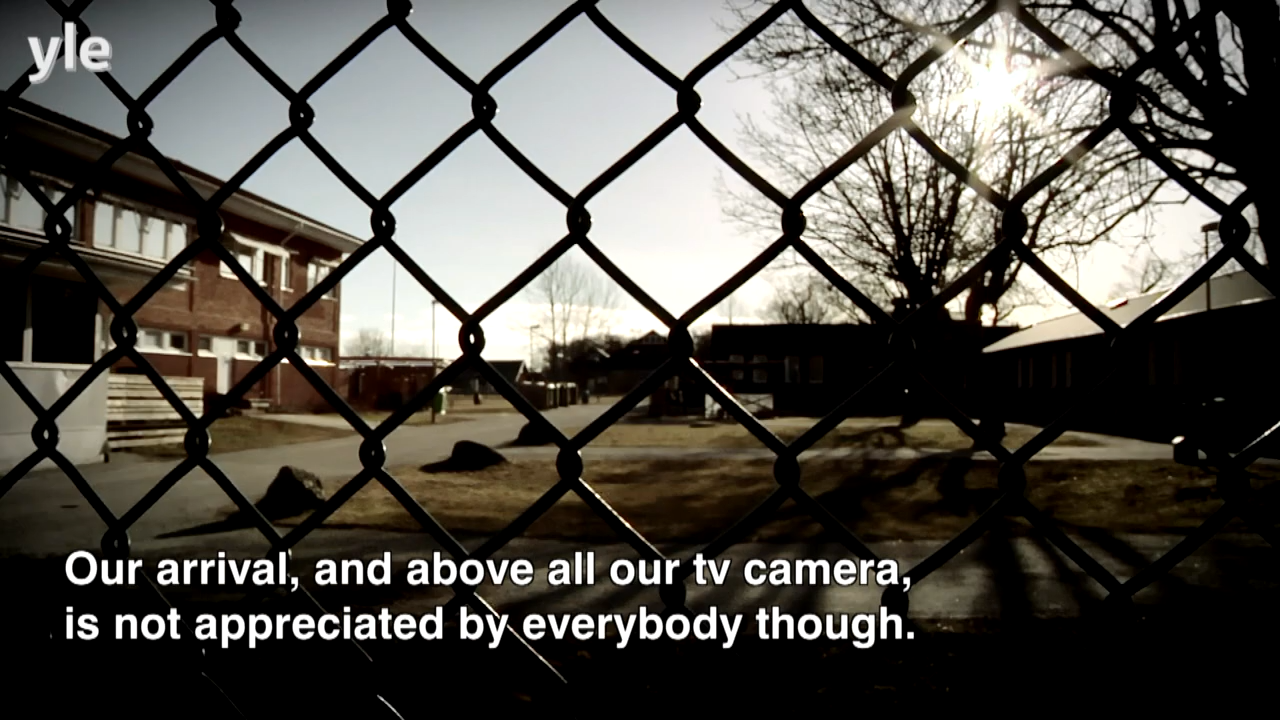 yle
Our arrival, and above all our tv camera,
is not appreciated by everybody though.